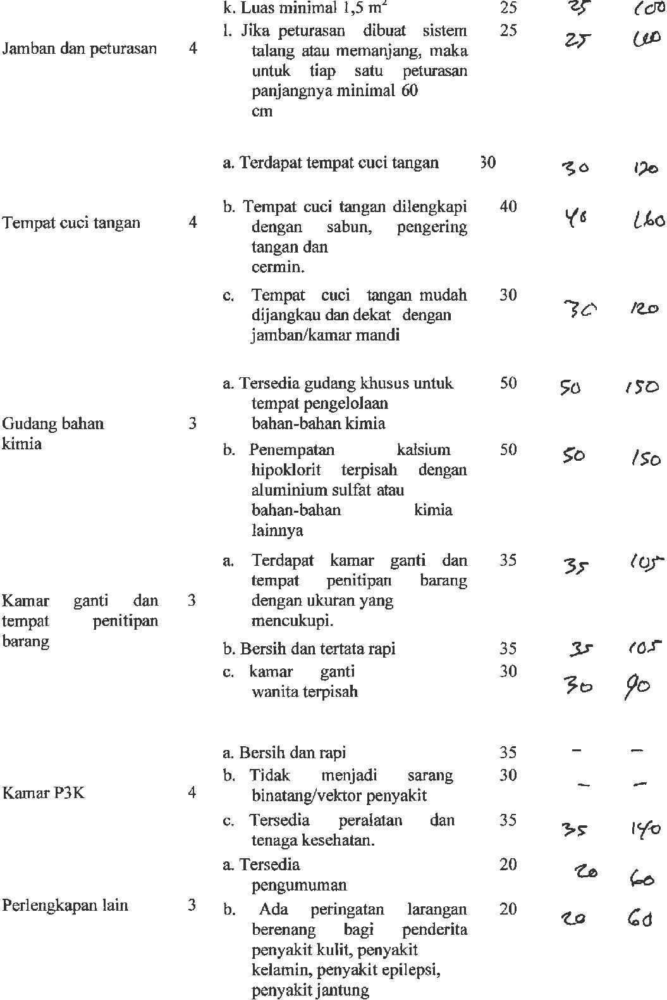 k. Luas minimal 1,5 m² 25 25 100
l. Jika peturasan dibuat sistem 25 25 100
Jamban dan peturasan 4 talang atau memanjang, maka
untuk tiap satu peturasan
panjangnya minimal 60
cm
a. Terdapat tempat cuci tangan 30 30 120
b. Tempat cuci tangan dilengkapi 40 40 160
Tempat cuci tangan 4 dengan sabun, pengering
tangan dan
cermin.
c. Tempat cuci tangan mudah 30 30 120
dijangkau dan dekat dengan
jamban/kamar mandi
a. Tersedia gudang khusus untuk 50 50 150
tempat pengelolaan
Gudang bahan 3 bahan-bahan kimia
kimia
b. Penempatan kalsium 50 50 150
hipoklorit terpisah dengan
aluminium sulfat atau
bahan-bahan kimia
lainnya
a. Terdapat kamar ganti dan 35 35 105
tempat penitipan barang
Kamar ganti dan 3 dengan ukuran yang
tempat penitipan mencukupi.
barang
b. Bersih dan tertata rapi 35 35 105
c. kamar ganti 30 30 90
wanita terpisah
a. Bersih dan rapi 35 - -
b. Tidak menjadi sarang 30 - -
Kamar P3K 4 binatang/vektor penyakit
c. Tersedia peralatan dan 35 35 140
tenaga kesehatan.
a. Tersedia 20 20 60
pengumuman
Perlengkapan lain 3 b. Ada peringatan larangan 20 20 60
berenang bagi penderita
penyakit kulit, penyakit
kelamin, penyakit epilepsi,
penyakit jantung